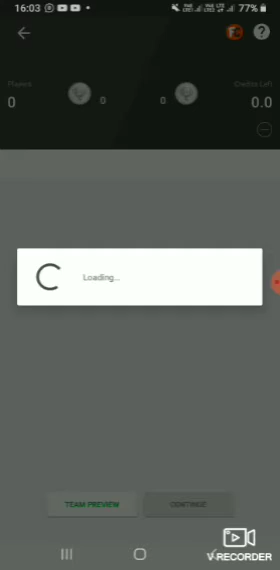 16:03 77%
Players Credits Left
0 0 0 0.0
Loading...
TEAM PREVIEW CONTINUE
V RECORDER